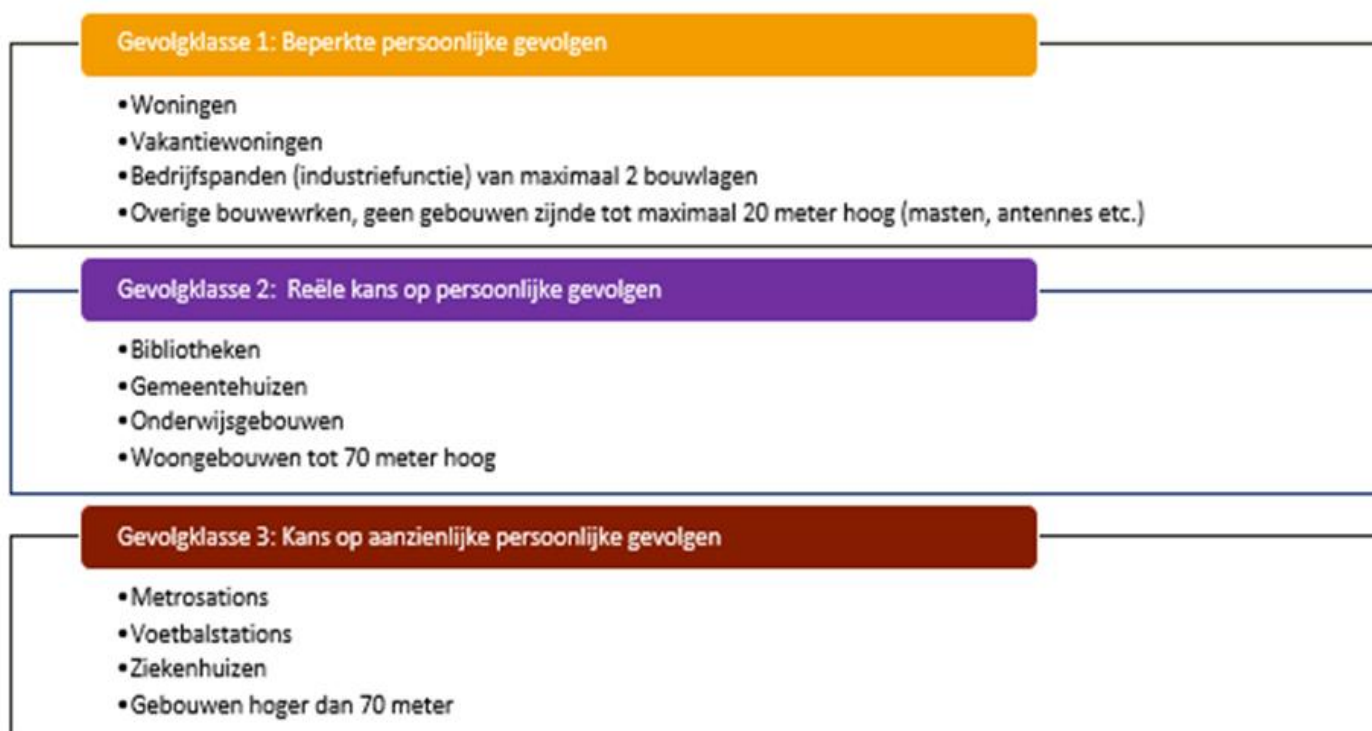 Gevolgklasse 1: Beperkte persoonlijke gevolgen
•Woningen
•Vakantiewoningen
•Bedrijfspanden (industriefunctie) van maximaal 2 bouwlagen
•Overige bouwewrken, geen gebouwen zijnde tot maximaal 20 meter hoog (masten, antennes etc.)
Gevolgklasse 2:  Reële kans op persoonlijke gevolgen
•Bibliotheken
•Gemeentehuizen
•Onderwijsgebouwen
•Woongebouwen tot 70 meter hoog
Gevolgklasse 3: Kans op aanzienlijke persoonlijke gevolgen
•Metrosations
•Voetbalstations
•Ziekenhuizen
•Gebouwen hoger dan 70 meter